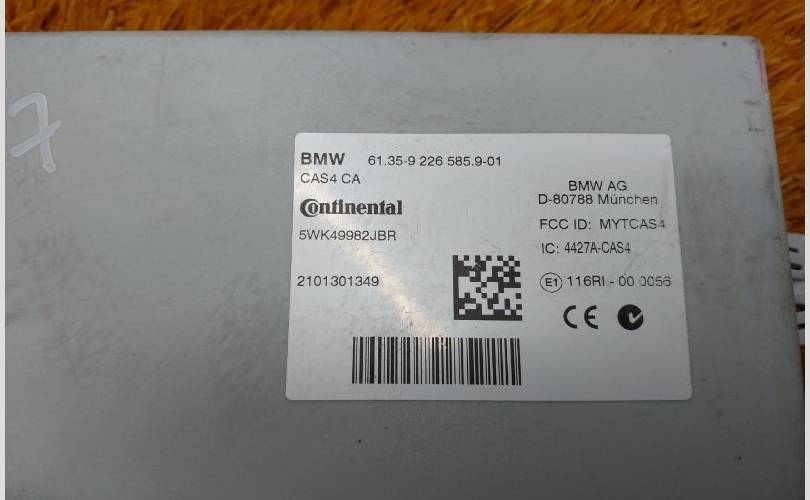 7
BMW 61.35-9 226 585.9-01
CAS4 CA
Continental
5WK49982JBR
2101301349
BMW AG
D-80788 München
FCC ID: MYTCAS4
IC: 4427A-CAS4
E1 116RI - 00 0056
CE